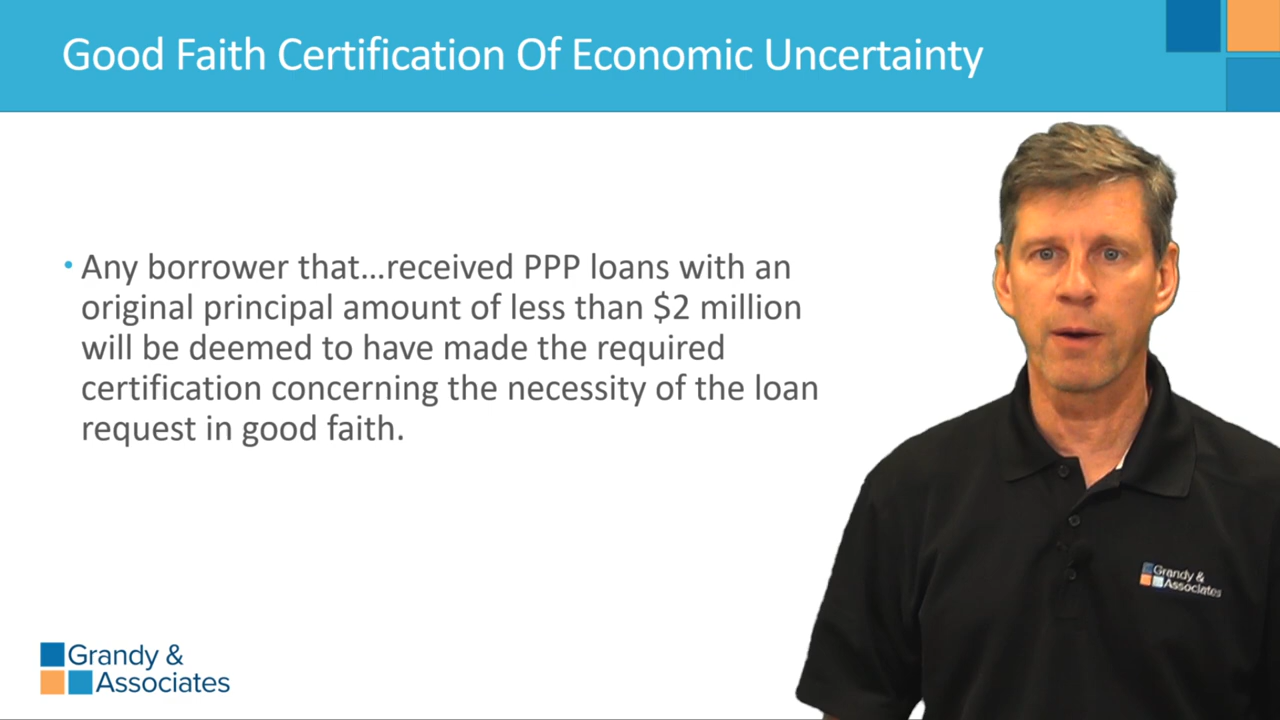 Good Faith Certification Of Economic Uncertainty
• Any borrower that...received PPP loans with an
original principal amount of less than $2 million
will be deemed to have made the required
certification concerning the necessity of the loan
request in good faith.
Grandy &
Associates
Grandy &
Associates